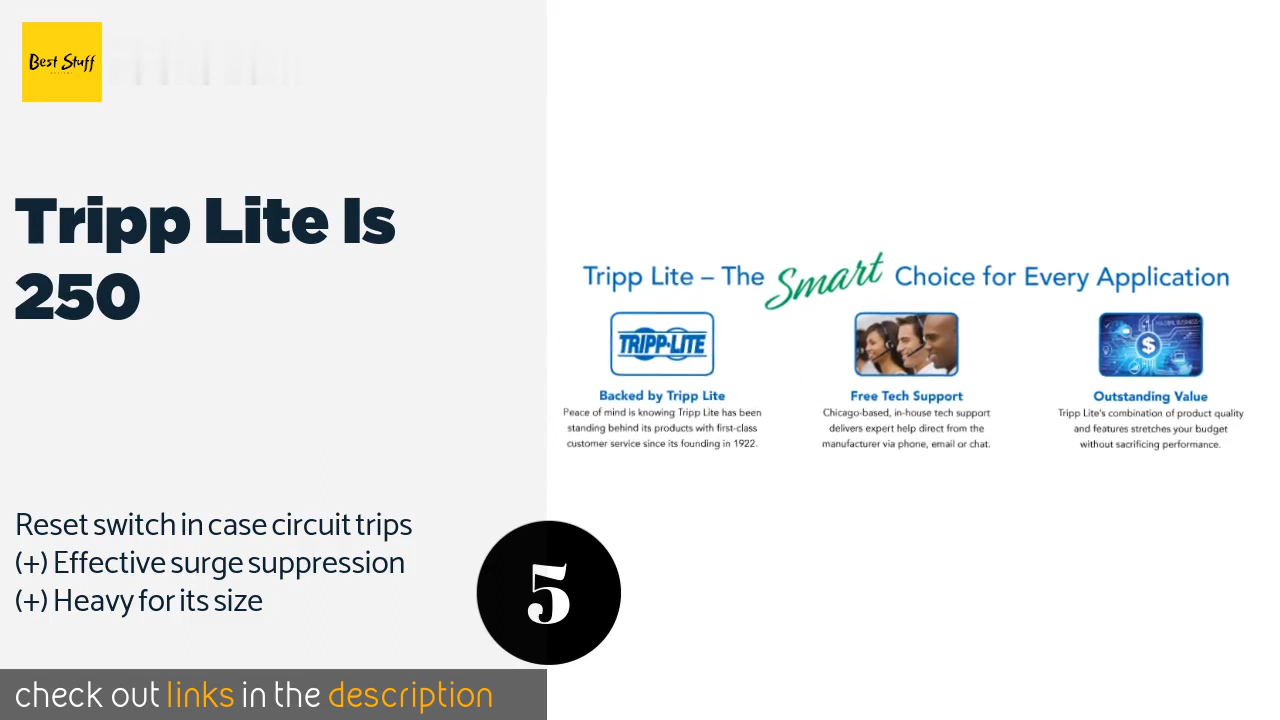 Best Stuff
Tripp Lite Is
250
Reset switch in case circuit trips
(+) Effective surge suppression
(+) Heavy for its size
5
check out links in the description
Tripp Lite – The Smart Choice for Every Application
TRIPP-LITE
Backed by Tripp Lite
Peace of mind is knowing Tripp Lite has been
standing behind its products with first-class
customer service since its founding in 1922.
Free Tech Support
Chicago-based, in-house tech support
delivers expert help direct from the
manufacturer via phone, email or chat.
$
Outstanding Value
Tripp Lite's combination of product quality
and features stretches your budget
without sacrificing performance.